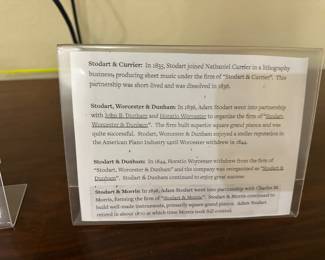 Stodart & Currier: In 1835, Stodart joined Nathaniel Currier in a lithography
business, producing sheet music under the firm of "Stodart & Currier". This
partnership was short-lived and was dissolved in 1836.
Stodart, Worcester & Dunham: In 1836, Adam Stodart went into partnership
with John B. Dunham and Horatio Worcester to organize the firm of "Stodart,
Worcester & Dunham". The firm built superior square grand pianos and was
quite successful. Stodart, Worcester & Dunham enjoyed a stellar reputation in
the American Piano Industry until Worcester withdrew in 1844.
Stodart & Dunham: In 1844, Horatio Worcester withdrew from the firm of
"Stodart, Worcester & Dunham" and the company was reorganized as "Stodart &
Dunham". Stodart & Dunham continued to enjoy great success
Stodart & Morris: In 1898, Adam Stodart went into partnership with Charles M.
Morris, forming the firm of "Stodart & Morris". Stodart & Morris continued to
build well-made instruments, primarily square grand pianos. Adam Stodart
retired in about 1870 at which time Morris took full control.